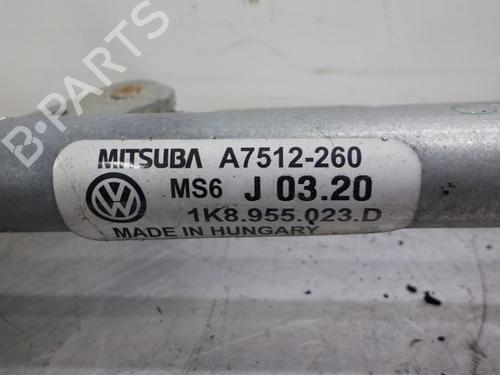 B-PARTS
MITSUBA A7512-260
MS6 J 03.20
1K8.955.023.D
MADE IN HUNGARY